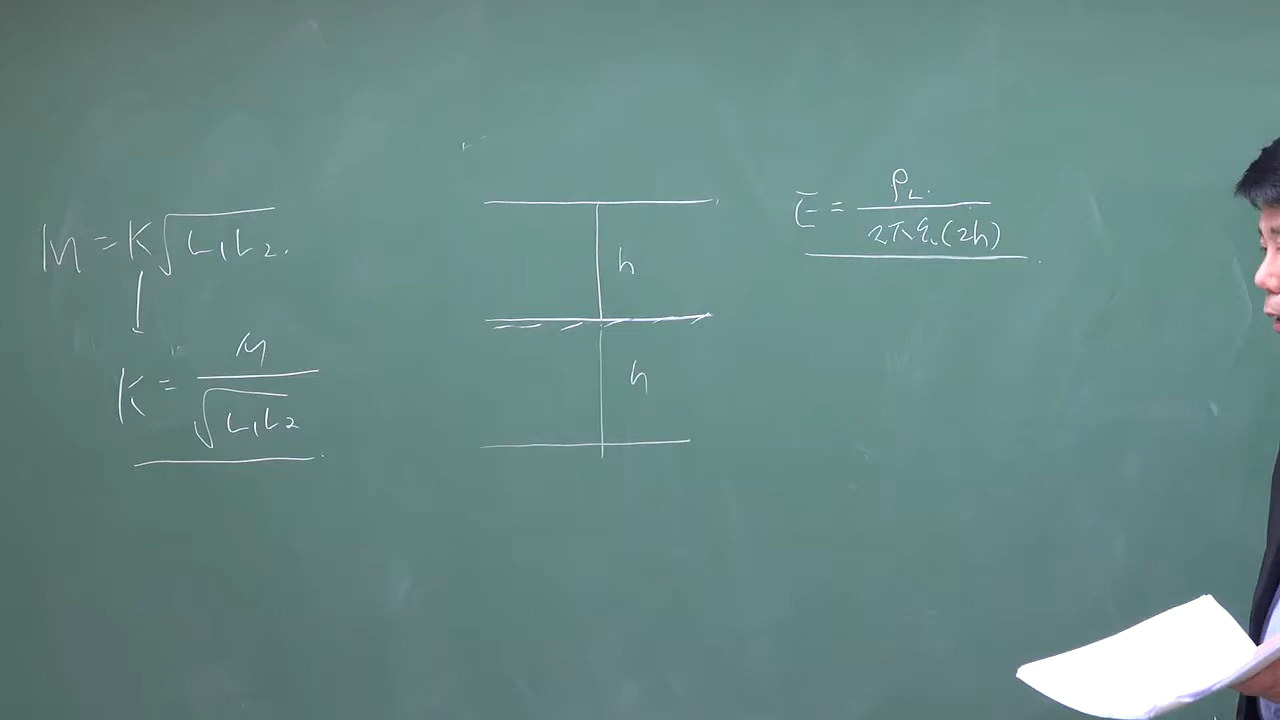 M = K√L₁L₂.
↓
K = M / √L₁L₂
h
h
E = ρL. / 2πε₀(2h)